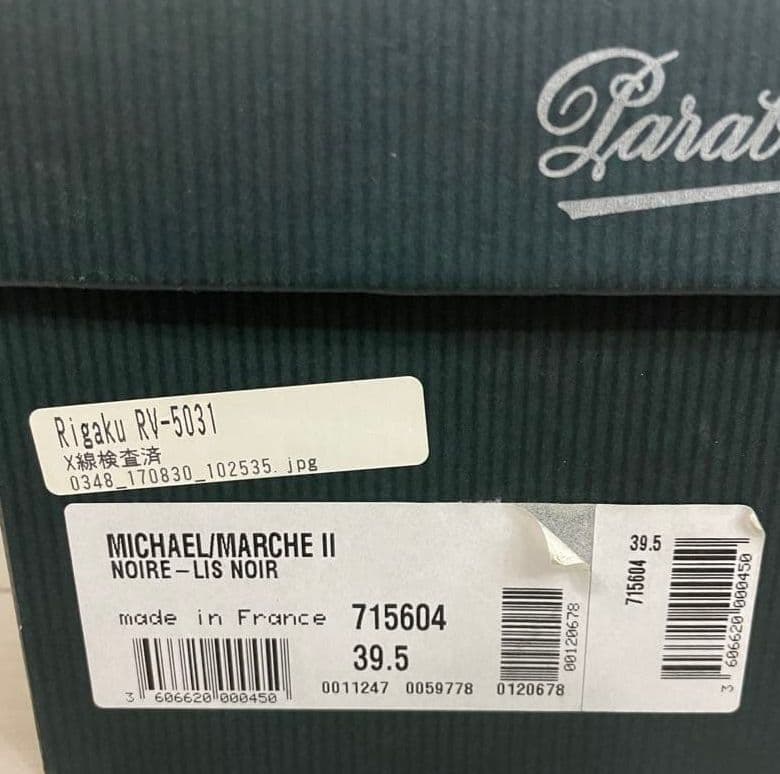 Parab
Rigaku RV-5031
X線検査済
0348_170830_102535.jpg
MICHAEL/MARCHE II
NOIRE-LIS NOIR
made in France 715604
39.5
3 606620 000450
0011247 0059778 0120678
00120678
39.5
715604
3 606620 000450